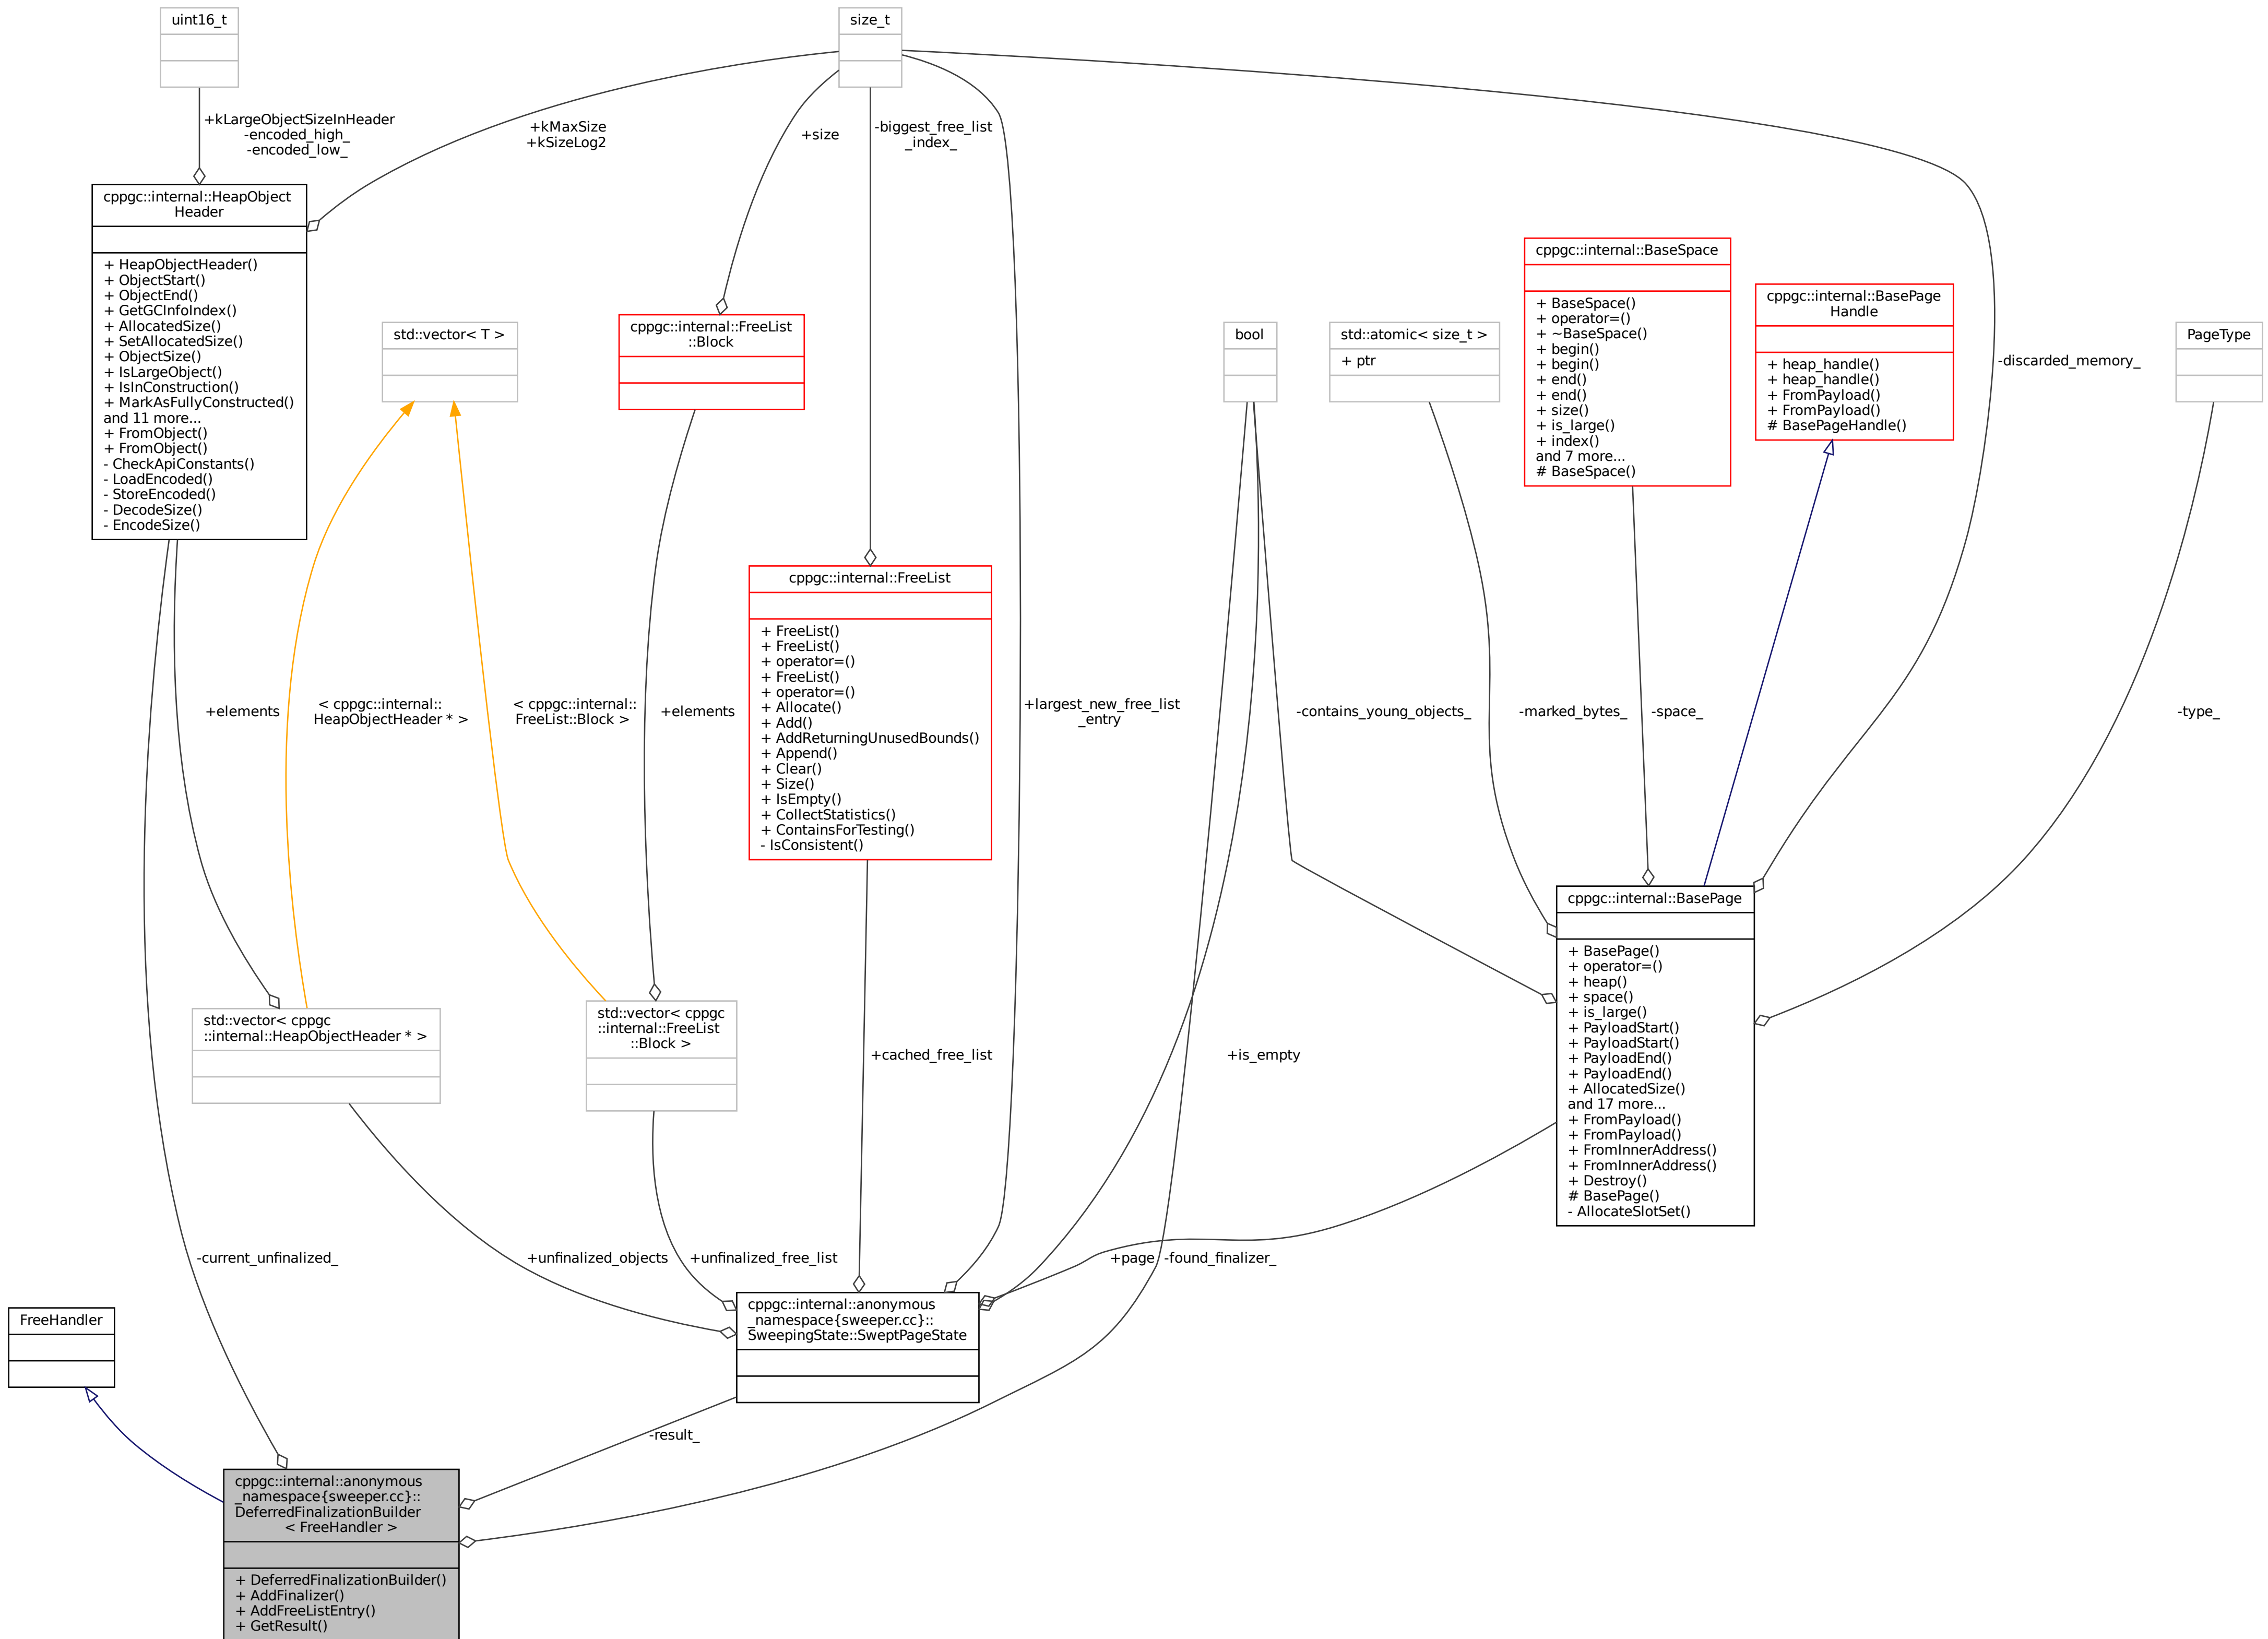 uint16_t
size_t
+kLargeObjectSizeInHeader
-encoded_high_
-encoded_low_
+kMaxSize
+kSizeLog2
+size
-biggest_free_list
_index_
cppgc::internal::HeapObject
Header
+ HeapObjectHeader()
+ ObjectStart()
+ ObjectEnd()
+ GetGCInfoIndex()
+ AllocatedSize()
+ SetAllocatedSize()
+ ObjectSize()
+ IsLargeObject()
+ IsInConstruction()
+ MarkAsFullyConstructed()
and 11 more...
+ FromObject()
+ FromObject()
- CheckApiConstants()
- LoadEncoded()
- StoreEncoded()
- DecodeSize()
- EncodeSize()
std::vector< T >
cppgc::internal::FreeList
::Block
bool
std::atomic< size_t >
+ ptr
cppgc::internal::BaseSpace
+ BaseSpace()
+ operator=()
+ ~BaseSpace()
+ begin()
+ begin()
+ end()
+ end()
+ size()
+ is_large()
+ index()
and 7 more...
# BaseSpace()
cppgc::internal::BasePage
Handle
+ heap_handle()
+ heap_handle()
+ FromPayload()
+ FromPayload()
# BasePageHandle()
-discarded_memory_
PageType
cppgc::internal::FreeList
+ FreeList()
+ FreeList()
+ operator=()
+ FreeList()
+ operator=()
+ Allocate()
+ Add()
+ AddReturningUnusedBounds()
+ Append()
+ Clear()
+ Size()
+ IsEmpty()
+ CollectStatistics()
+ ContainsForTesting()
- IsConsistent()
+elements
< cppgc::internal::
HeapObjectHeader * >
< cppgc::internal::
FreeList::Block >
+elements
+largest_new_free_list
_entry
-contains_young_objects_
-marked_bytes_
-space_
-type_
cppgc::internal::BasePage
+ BasePage()
+ operator=()
+ heap()
+ space()
+ is_large()
+ PayloadStart()
+ PayloadStart()
+ PayloadEnd()
+ PayloadEnd()
+ AllocatedSize()
and 17 more...
+ FromPayload()
+ FromPayload()
+ FromInnerAddress()
+ FromInnerAddress()
+ Destroy()
# BasePage()
- AllocateSlotSet()
std::vector< cppgc
::internal::HeapObjectHeader * >
std::vector< cppgc
::internal::FreeList
::Block >
+cached_free_list
+is_empty
-current_unfinalized_
+unfinalized_objects
+unfinalized_free_list
+page
-found_finalizer_
cppgc::internal::anonymous
_namespace{sweeper.cc}::
SweepingState::SweptPageState
FreeHandler
-result_
cppgc::internal::anonymous
_namespace{sweeper.cc}::
DeferredFinalizationBuilder
< FreeHandler >
+ DeferredFinalizationBuilder()
+ AddFinalizer()
+ AddFreeListEntry()
+ GetResult()